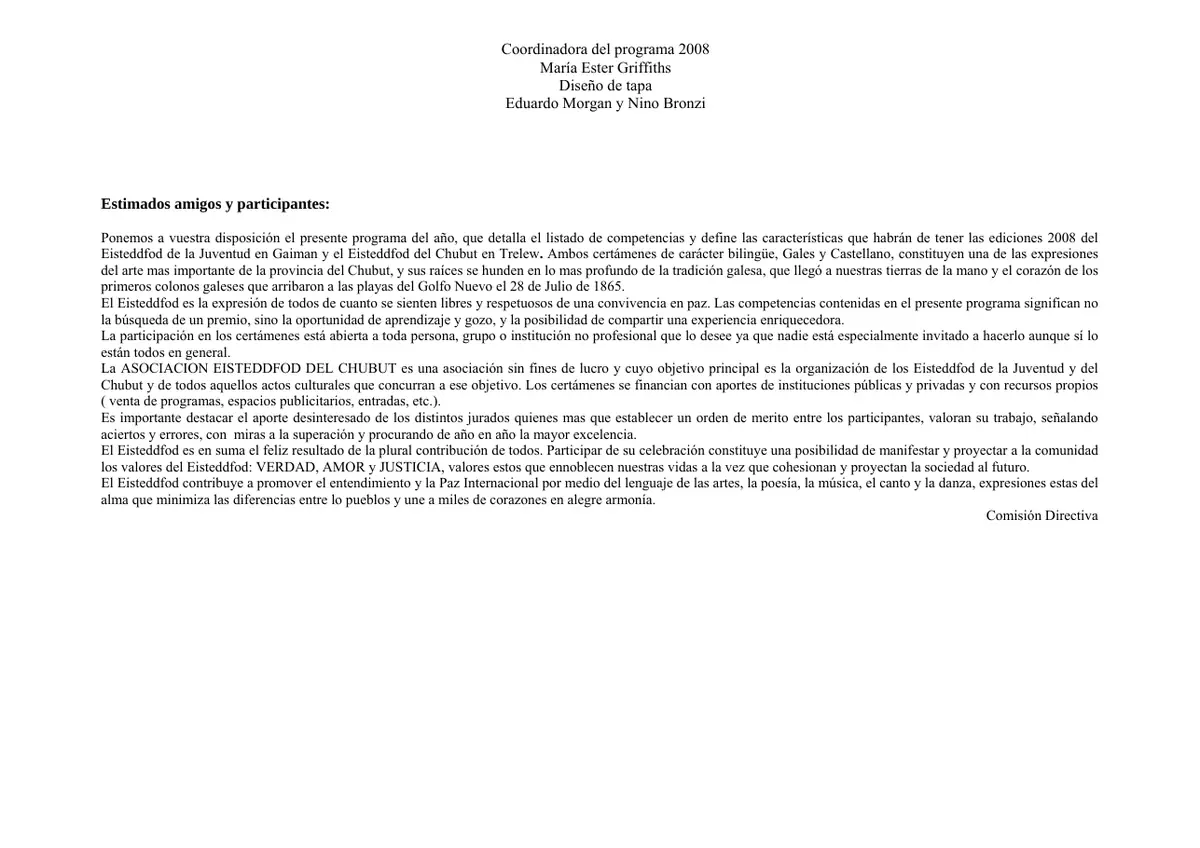 Coordinadora del programa 2008
María Ester Griffiths
Diseño de tapa
Eduardo Morgan y Nino Bronzi
Estimados amigos y participantes:
Ponemos a vuestra disposición el presente programa del año, que detalla el listado de competencias y define las características que habrán de tener las ediciones 2008 del
Eisteddfod de la Juventud en Gaiman y el Eisteddfod del Chubut en Trelew. Ambos certámenes de carácter bilingüe, Gales y Castellano, constituyen una de las expresiones
del arte mas importante de la provincia del Chubut, y sus raíces se hunden en lo mas profundo de la tradición galesa, que llegó a nuestras tierras de la mano y el corazón de los
primeros colonos galeses que arribaron a las playas del Golfo Nuevo el 28 de Julio de 1865.
El Eisteddfod es la expresión de todos de cuanto se sienten libres y respetuosos de una convivencia en paz. Las competencias contenidas en el presente programa significan no
la búsqueda de un premio, sino la oportunidad de aprendizaje y gozo, y la posibilidad de compartir una experiencia enriquecedora.
La participación en los certámenes está abierta a toda persona, grupo o institución no profesional que lo desee ya que nadie está especialmente invitado a hacerlo aunque sí lo
están todos en general.
La ASOCIACION EISTEDDFOD DEL CHUBUT es una asociación sin fines de lucro y cuyo objetivo principal es la organización de los Eisteddfod de la Juventud y del
Chubut y de todos aquellos actos culturales que concurran a ese objetivo. Los certámenes se financian con aportes de instituciones públicas y privadas y con recursos propios
( venta de programas, espacios publicitarios, entradas, etc.).
Es importante destacar el aporte desinteresado de los distintos jurados quienes mas que establecer un orden de merito entre los participantes, valoran su trabajo, señalando
aciertos y errores, con  miras a la superación y procurando de año en año la mayor excelencia.
El Eisteddfod es en suma el feliz resultado de la plural contribución de todos. Participar de su celebración constituye una posibilidad de manifestar y proyectar a la comunidad
los valores del Eisteddfod: VERDAD, AMOR y JUSTICIA, valores estos que ennoblecen nuestras vidas a la vez que cohesionan y proyectan la sociedad al futuro.
El Eisteddfod contribuye a promover el entendimiento y la Paz Internacional por medio del lenguaje de las artes, la poesía, la música, el canto y la danza, expresiones estas del
alma que minimiza las diferencias entre lo pueblos y une a miles de corazones en alegre armonía.
Comisión Directiva